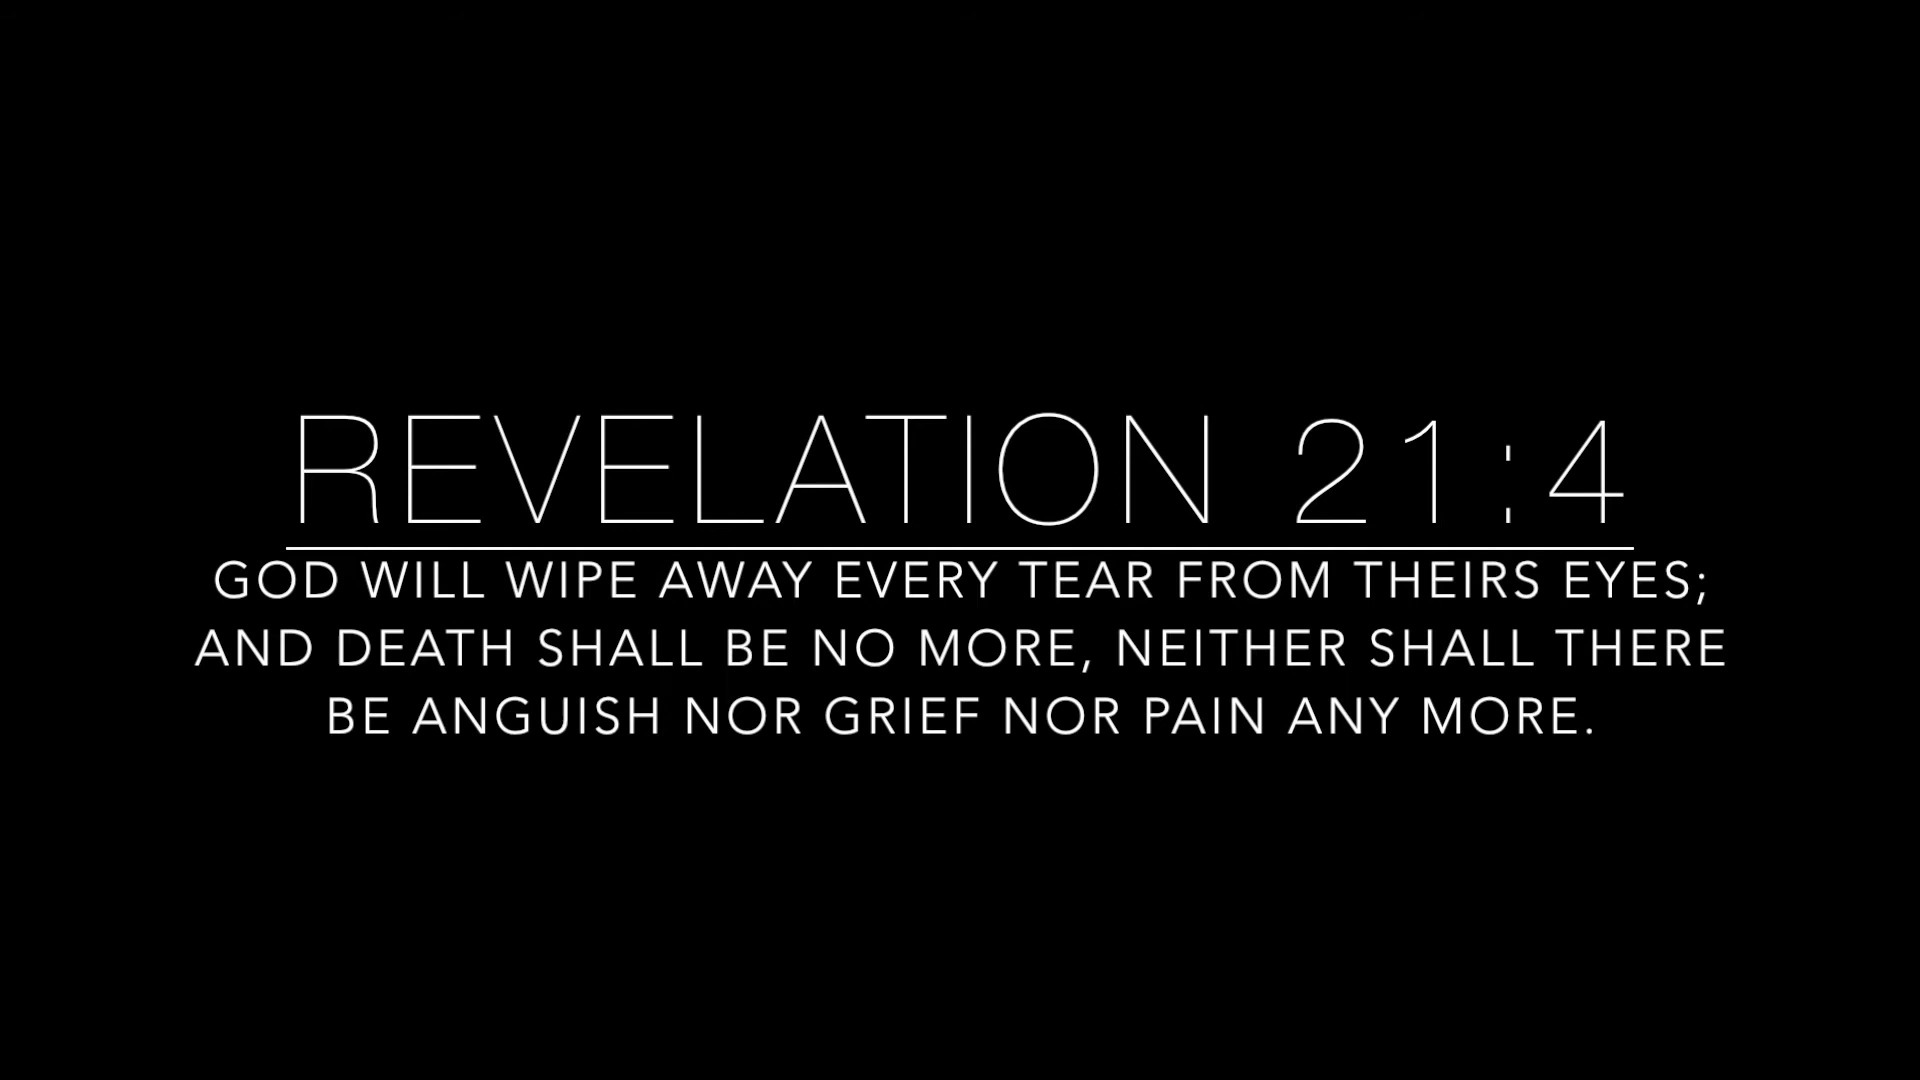 REVELATION 21:4
GOD WILL WIPE AWAY EVERY TEAR FROM THEIRS EYES;
AND DEATH SHALL BE NO MORE, NEITHER SHALL THERE
BE ANGUISH NOR GRIEF NOR PAIN ANY MORE.